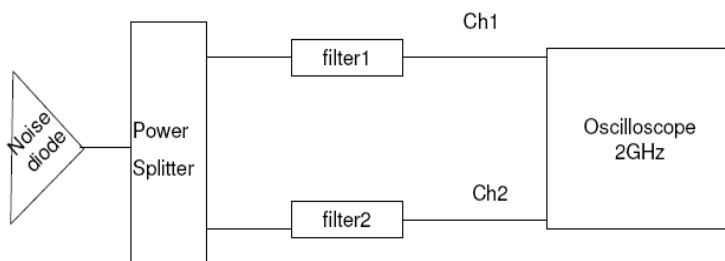 Noise
diode
Power
Splitter
filter1
Ch1
filter2
Ch2
Oscilloscope
2GHz